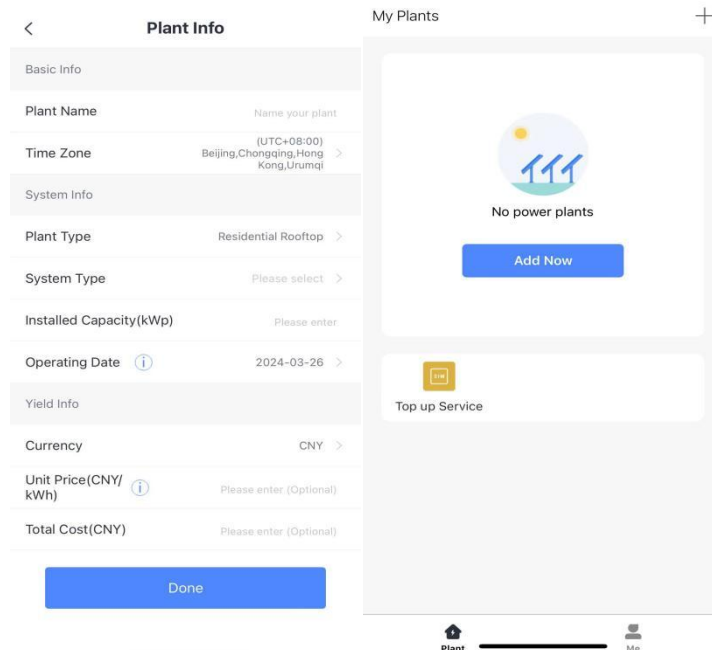 Plant Info
Basic Info
Plant Name
Name your plant
Time Zone
(UTC+08:00)
Beijing,Chongqing,Hong
Kong,Urumqi
System Info
Plant Type
Residential Rooftop
System Type
Please select
Installed Capacity(kWp)
Please enter
Operating Date
2024-03-26
Yield Info
Currency
CNY
Unit Price(CNY/
kWh)
Please enter (Optional)
Total Cost(CNY)
Please enter (Optional)
Done
My Plants
No power plants
Add Now
Top up Service
Plant
Me